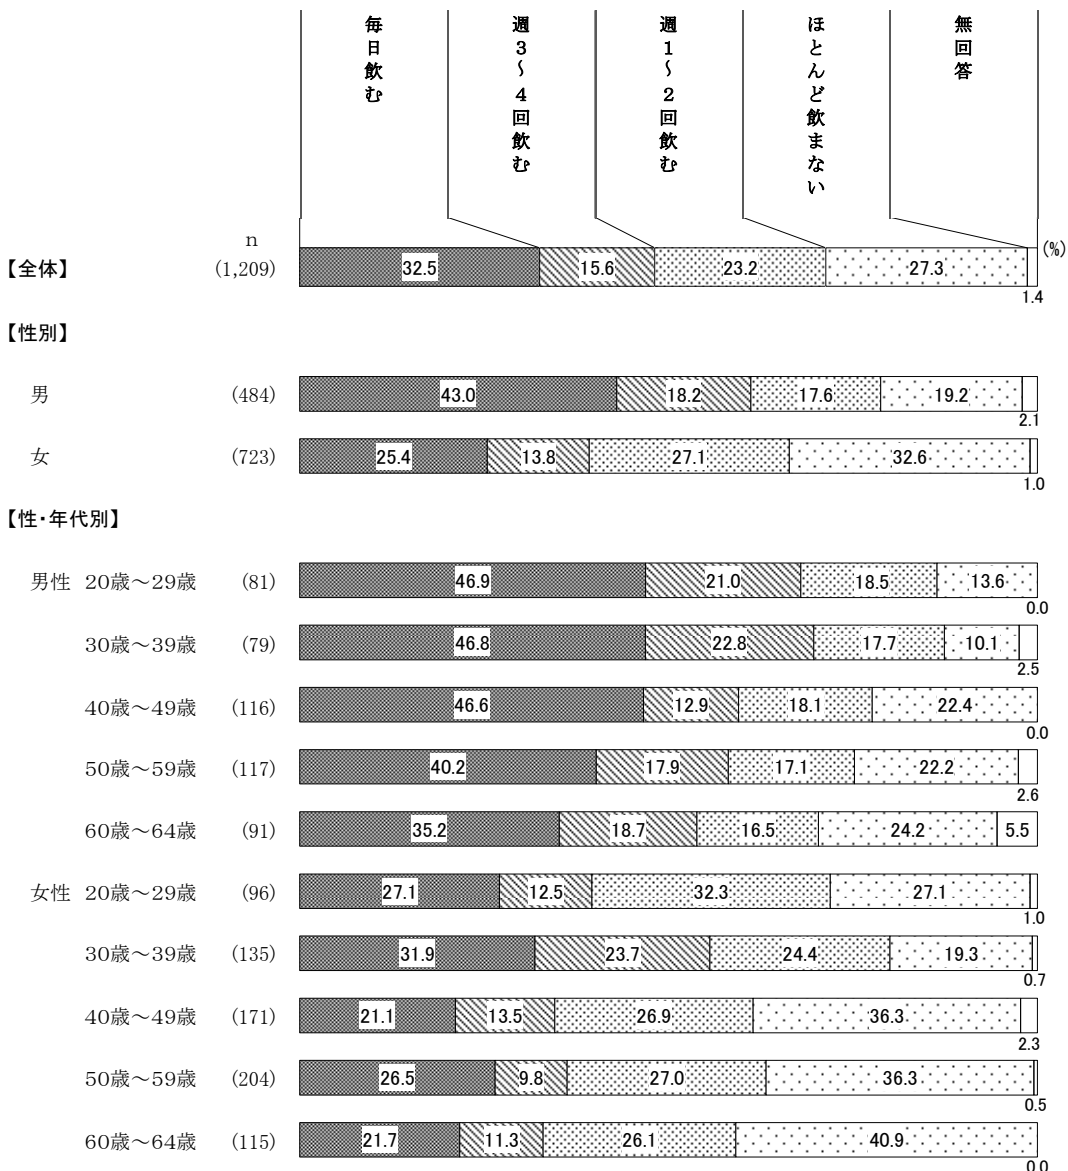 毎日飲む
週3～4回飲む
週1～2回飲む
ほとんど飲まない
無回答
n
(%)
【全体】 (1,209) 32.5 15.6 23.2 27.3
1.4
【性別】
男 (484) 43.0 18.2 17.6 19.2
2.1
女 (723) 25.4 13.8 27.1 32.6
1.0
【性・年代別】
男性 20歳～29歳 (81) 46.9 21.0 18.5 13.6
0.0
30歳～39歳 (79) 46.8 22.8 17.7 10.1
2.5
40歳～49歳 (116) 46.6 12.9 18.1 22.4
0.0
50歳～59歳 (117) 40.2 17.9 17.1 22.2
2.6
60歳～64歳 (91) 35.2 18.7 16.5 24.2 5.5
女性 20歳～29歳 (96) 27.1 12.5 32.3 27.1
1.0
30歳～39歳 (135) 31.9 23.7 24.4 19.3
0.7
40歳～49歳 (171) 21.1 13.5 26.9 36.3
2.3
50歳～59歳 (204) 26.5 9.8 27.0 36.3
0.5
60歳～64歳 (115) 21.7 11.3 26.1 40.9
0.0